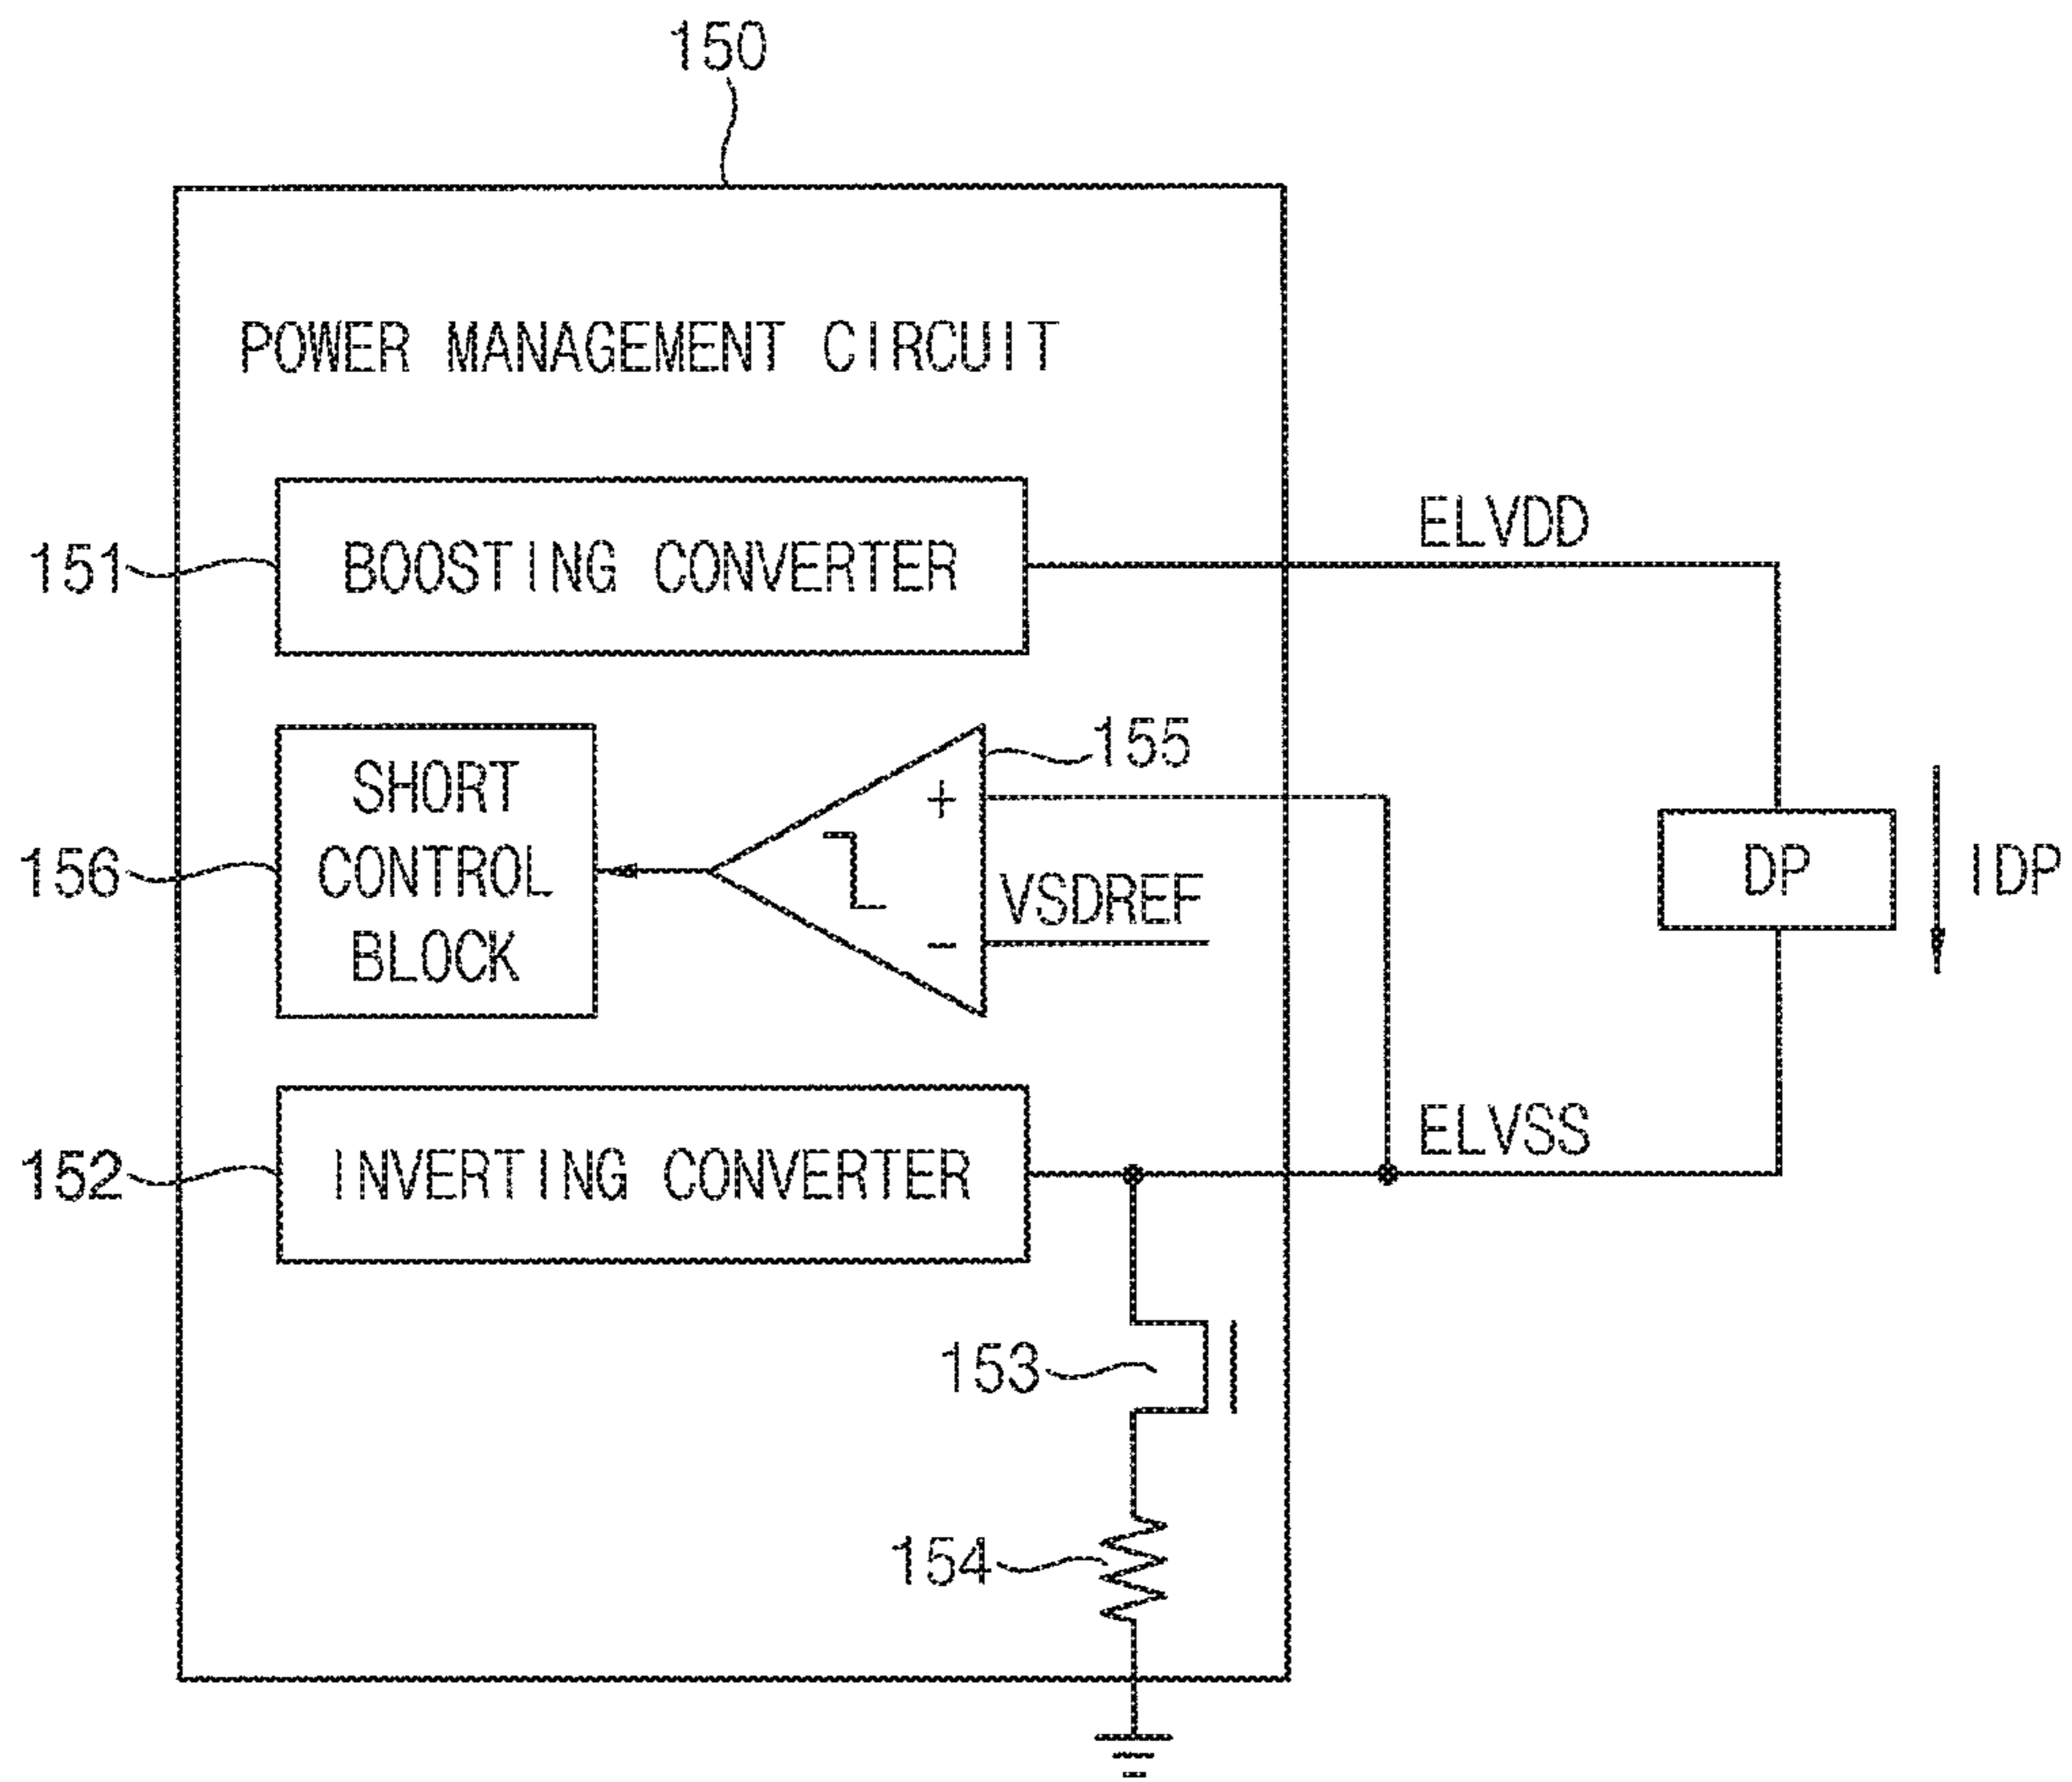 150
POWER MANAGEMENT CIRCUIT
ELVDD
151
BOOSTING CONVERTER
155
SHORT
CONTROL
BLOCK
+
156
VSDREF
-
DP
IDP
ELVSS
152
INVERTING CONVERTER
153
154